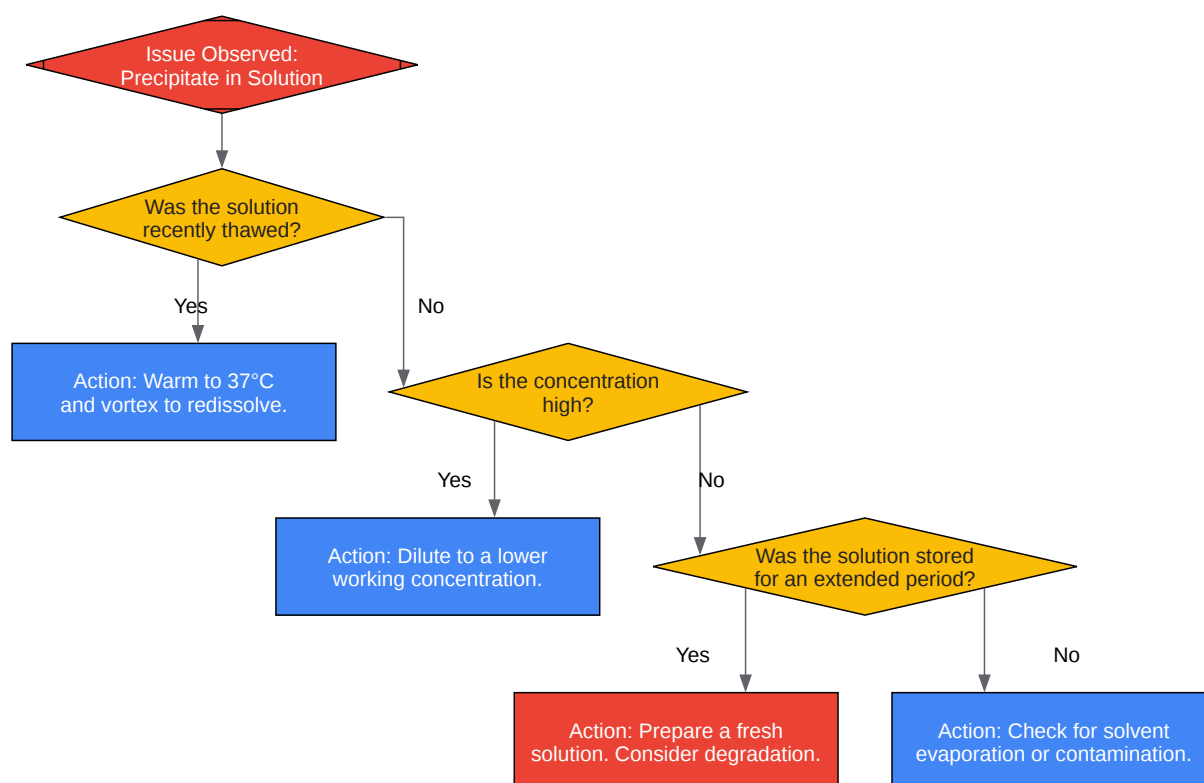 Issue Observed:
Precipitate in Solution
Was the solution
recently thawed?
Yes
No
Action: Warm to 37°C
and vortex to redissolve.
Is the concentration
high?
Yes
No
Action: Dilute to a lower
working concentration.
Was the solution stored
for an extended period?
Yes
No
Action: Prepare a fresh
solution. Consider degradation.
Action: Check for solvent
evaporation or contamination.